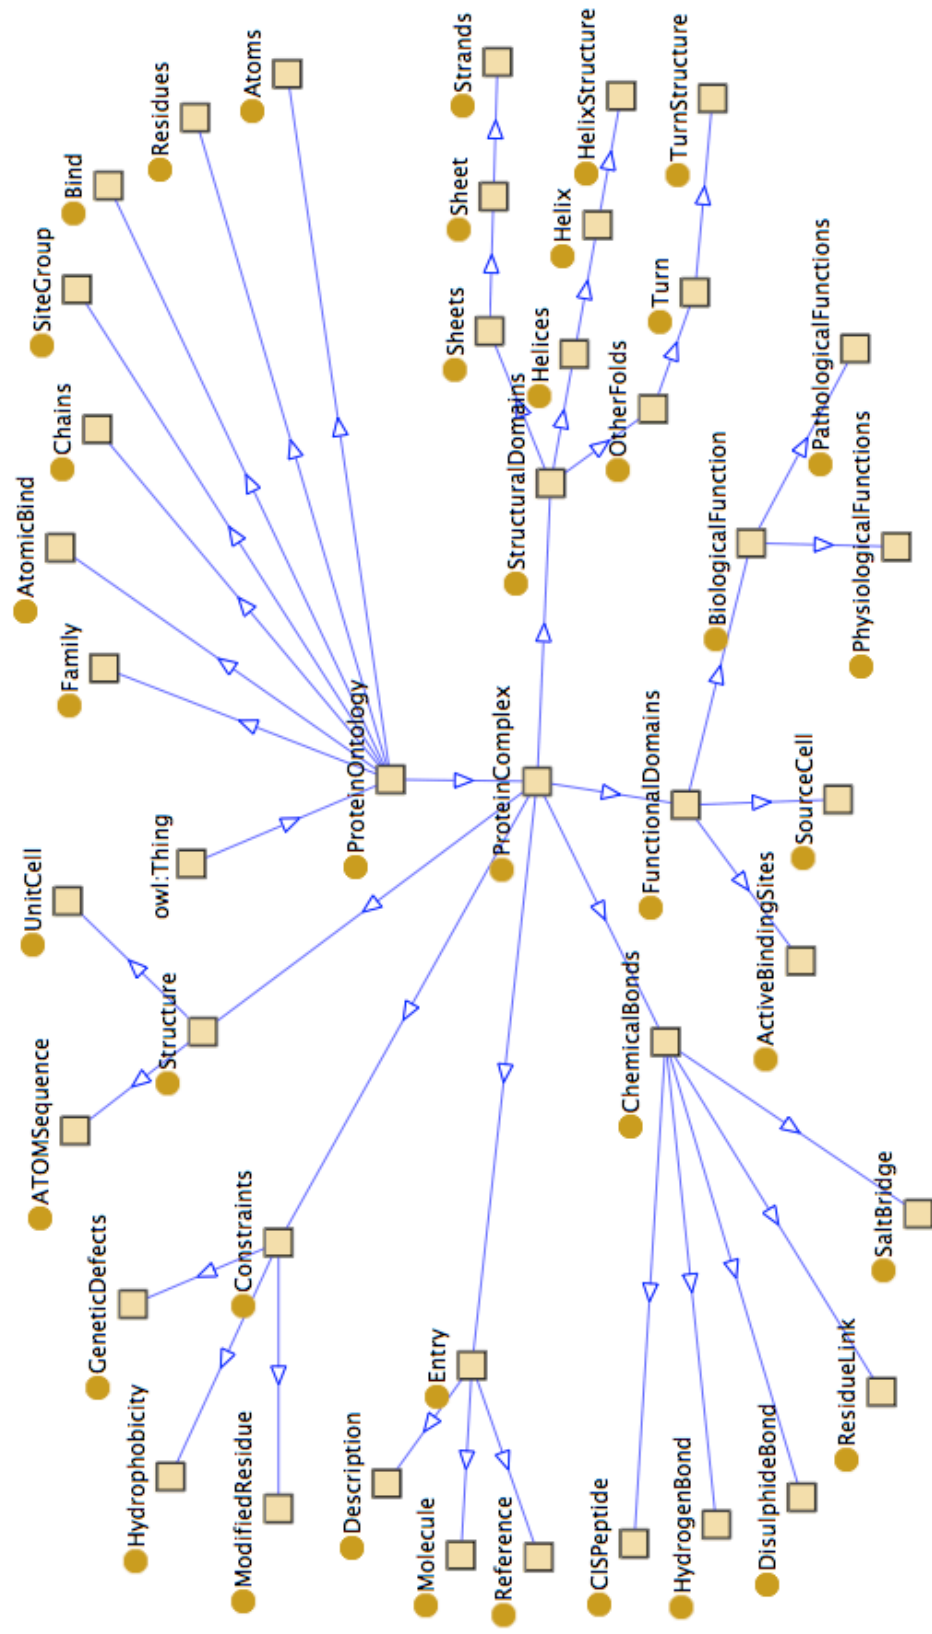 Atoms
Residues
Bind
SiteGroup
Chains
AtomicBind
Family
ProteinOntology
owl:Thing
UnitCell
Structure
ATOMSequence
GeneticDefects
Constraints
Hydrophobicity
ModifiedResidue
Strands
Sheet
Sheets
HelixStructure
Helix
Helices
TurnStructure
Turn
OtherFolds
StructuralDomains
ProteinComplex
Entry
Description
Molecule
Reference
PathologicalFunctions
BiologicalFunction
PhysiologicalFunctions
FunctionalDomains
SourceCell
ActiveBindingSites
ChemicalBonds
CISPeptide
HydrogenBond
DisulphideBond
ResidueLink
SaltBridge